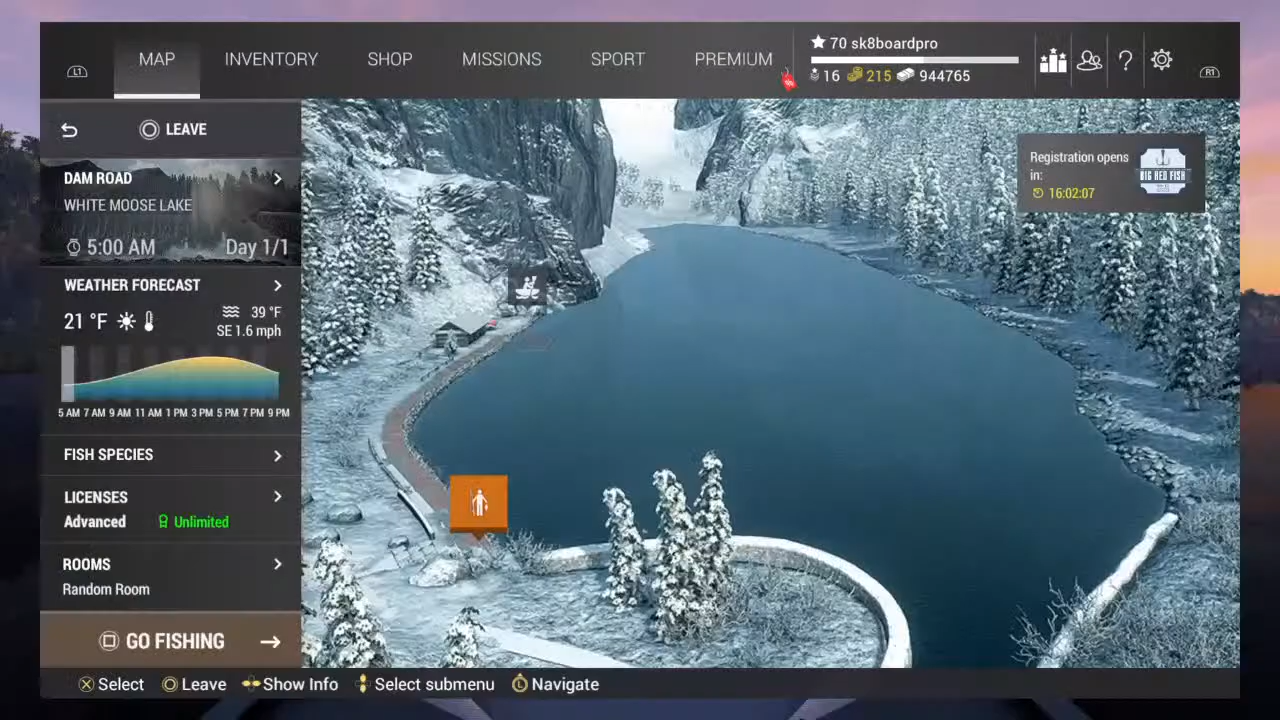 L1
MAP
INVENTORY
SHOP
MISSIONS
SPORT
PREMIUM
70 sk8boardpro
16 215 944765
?
R1
LEAVE
DAM ROAD
WHITE MOOSE LAKE
5:00 AM Day 1/1
WEATHER FORECAST
21 °F 39 °F
SE 1.6 mph
5 AM 7 AM 9 AM 11 AM 1 PM 3 PM 5 PM 7 PM 9 PM
FISH SPECIES
LICENSES
Advanced Unlimited
ROOMS
Random Room
GO FISHING
Registration opens
in:
16:02:07
BIG RED FISH
Select Leave Show Info Select submenu L Navigate